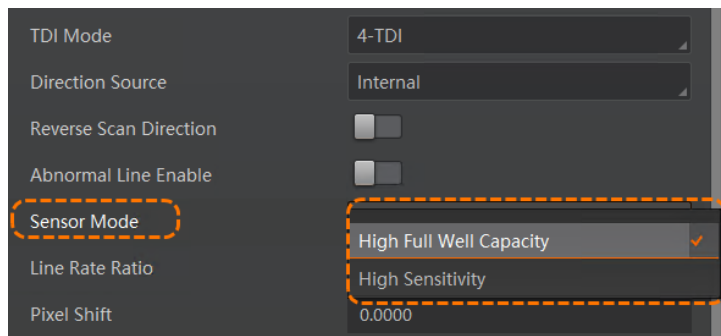 TDI Mode 4-TDI
Direction Source Internal
Reverse Scan Direction
Abnormal Line Enable
Sensor Mode
High Full Well Capacity
Line Rate Ratio
High Sensitivity
Pixel Shift 0.0000